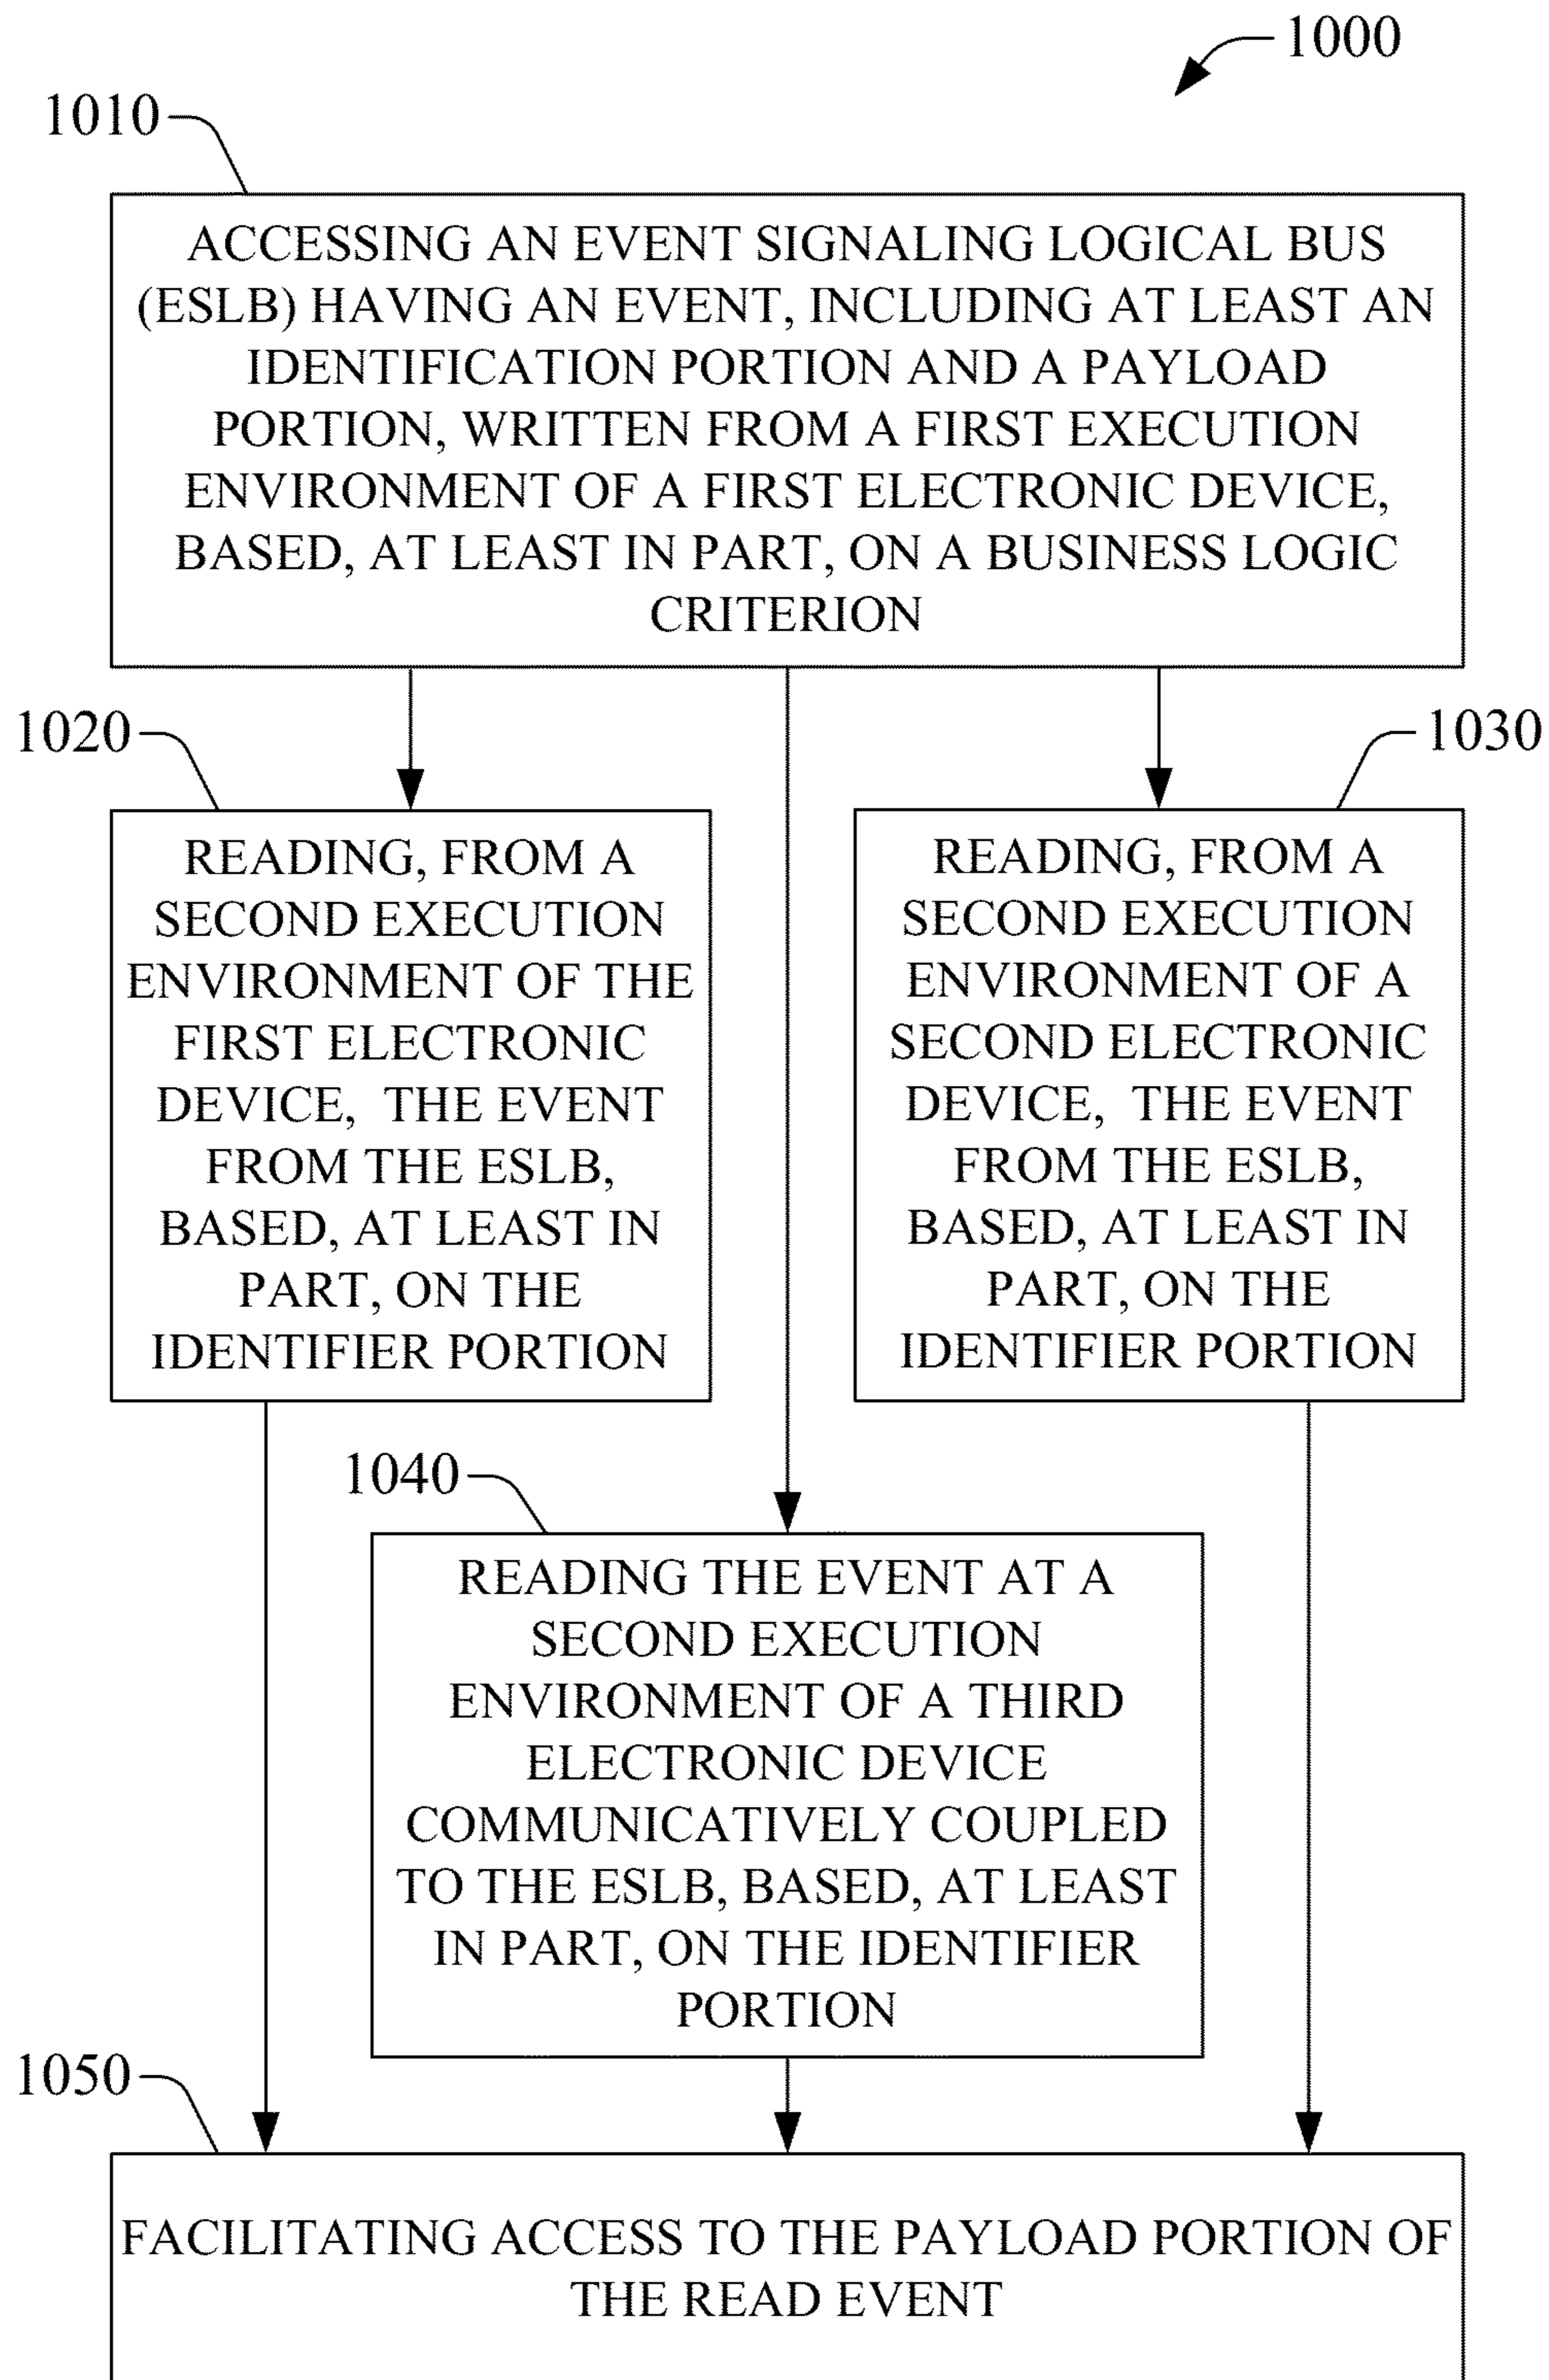 1000
1010
ACCESSING AN EVENT SIGNALING LOGICAL BUS
(ESLB) HAVING AN EVENT, INCLUDING AT LEAST AN
IDENTIFICATION PORTION AND A PAYLOAD
PORTION, WRITTEN FROM A FIRST EXECUTION
ENVIRONMENT OF A FIRST ELECTRONIC DEVICE,
BASED, AT LEAST IN PART, ON A BUSINESS LOGIC
CRITERION
1020
READING, FROM A
SECOND EXECUTION
ENVIRONMENT OF THE
FIRST ELECTRONIC
DEVICE, THE EVENT
FROM THE ESLB,
BASED, AT LEAST IN
PART, ON THE
IDENTIFIER PORTION
1030
READING, FROM A
SECOND EXECUTION
ENVIRONMENT OF A
SECOND ELECTRONIC
DEVICE, THE EVENT
FROM THE ESLB,
BASED, AT LEAST IN
PART, ON THE
IDENTIFIER PORTION
1040
READING THE EVENT AT A
SECOND EXECUTION
ENVIRONMENT OF A THIRD
ELECTRONIC DEVICE
COMMUNICATIVELY COUPLED
TO THE ESLB, BASED, AT LEAST
IN PART, ON THE IDENTIFIER
PORTION
1050
FACILITATING ACCESS TO THE PAYLOAD PORTION OF
THE READ EVENT